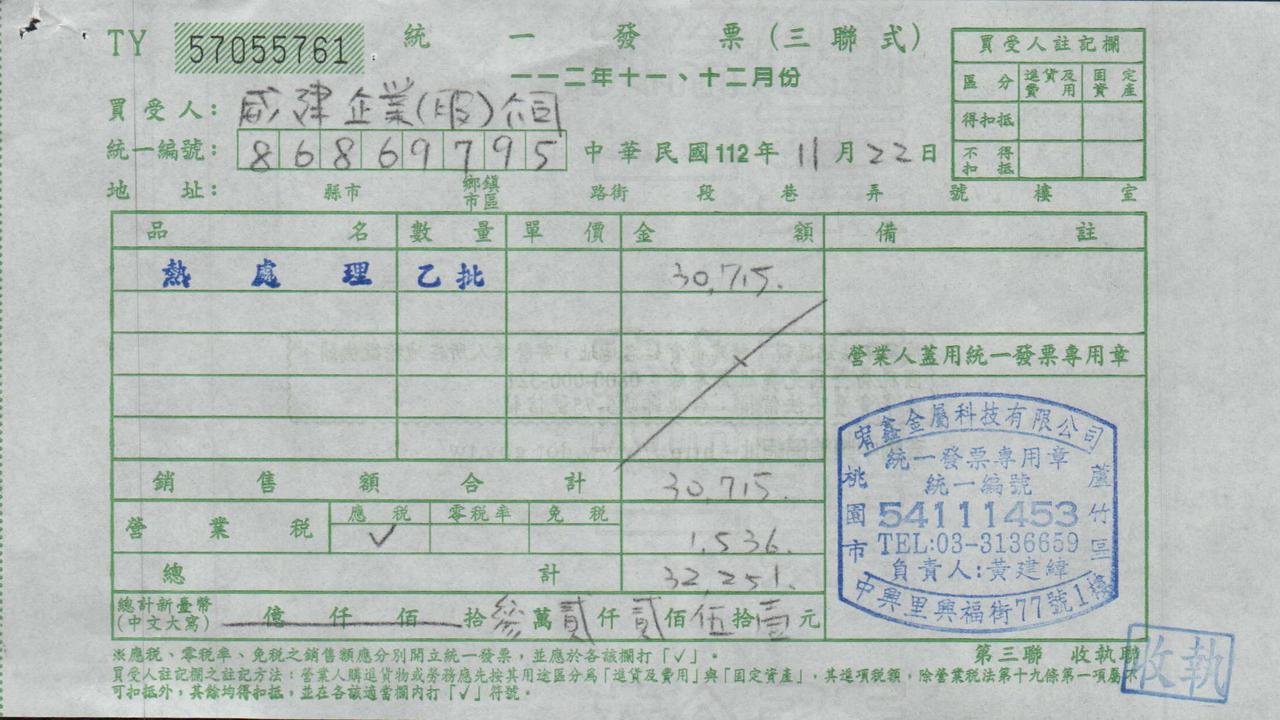 TY 57055761 統一發票(三聯式)
一一二年十一、十二月份
買受人註記欄
區分 進貨及費用 固定資產
得扣抵
不得扣抵
買受人: 威津企業(股)公司
統一編號: 86869795 中華民國112年11月22日
地址: 縣市 鄉鎮市區 路街 段 巷 弄 號 樓 室
品名 數量 單價 金額 備註
熱處理 乙批 30,715.
營業人蓋用統一發票專用章
銷售額合計 30,715.
營業稅 應稅 零稅率 免稅
✓ 1,536.
總計 32,251.
總計新臺幣(中文大寫) 億仟佰拾參萬貳仟貳佰伍拾壹元
宥鑫金屬科技有限公司
統一發票專用章
統一編號
54111453
TEL:03-3136659
負責人:黃建緯
桃園市蘆竹區
中興里興福街77號1樓
※應稅、零稅率、免稅之銷售額應分別開立統一發票,並應於各該欄打「✓」。
第三聯 收執聯
收執
買受人註記欄之註記方法:營業人購進貨物或勞務應先按其用途區分為「進貨及費用」與「固定資產」,其進項稅額,除營業稅法第十九條第一項屬不
可扣抵外,其餘均得扣抵,並在各該適當欄內打「✓」符號。